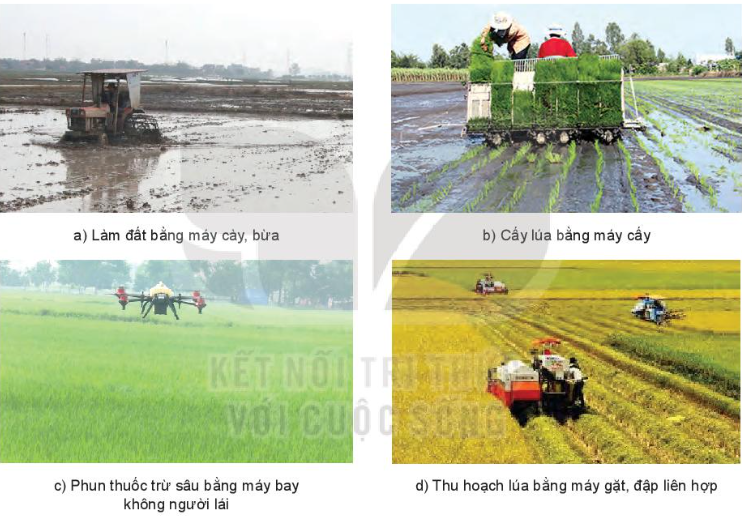 a) Làm đất bằng máy cày, bừa
b) Cấy lúa bằng máy cấy
KẾT NỐI TRI THỨC
VỚI CUỘC SỐNG
c) Phun thuốc trừ sâu bằng máy bay
không người lái
d) Thu hoạch lúa bằng máy gặt, đập liên hợp